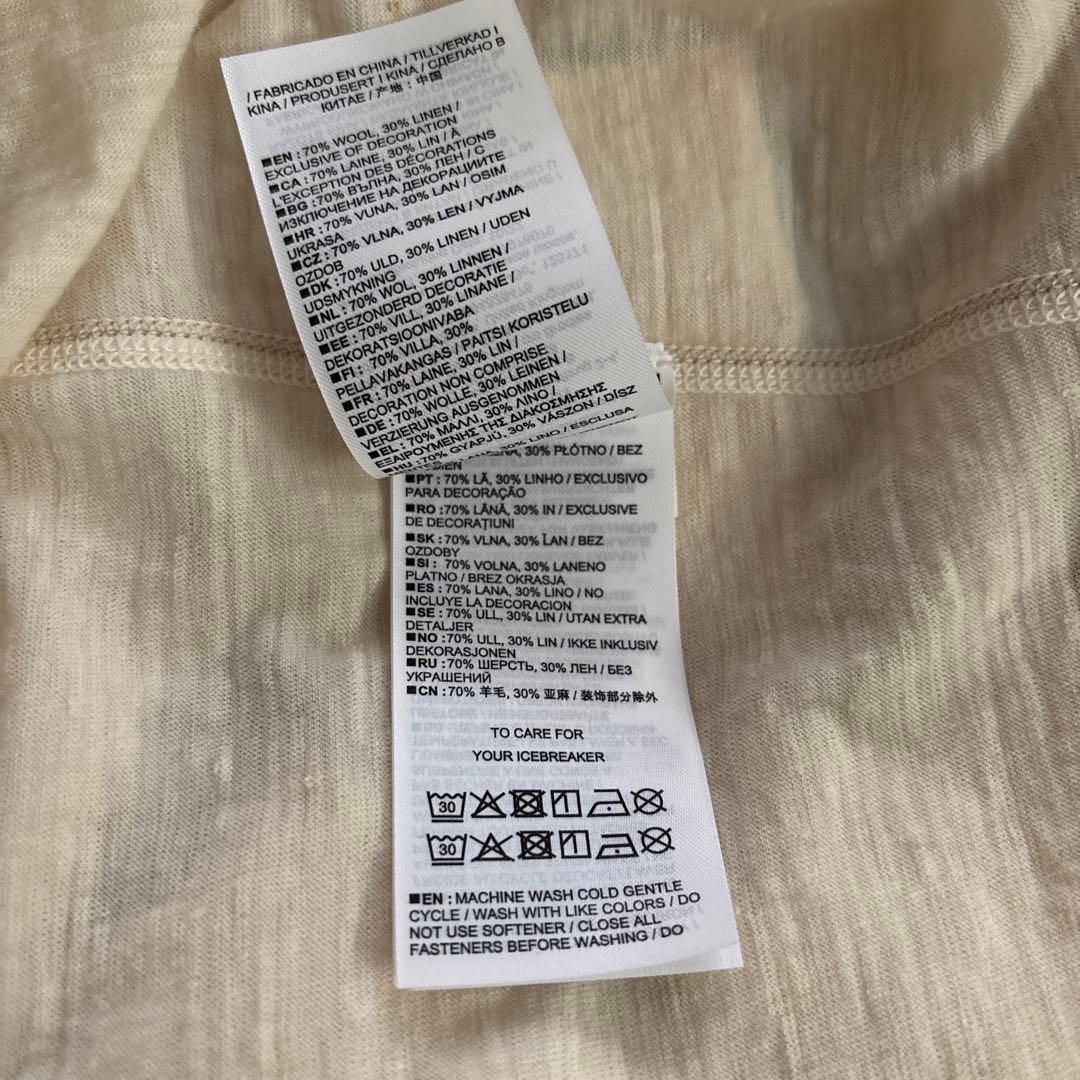 / FABRICADO EN CHINA / TILLVERKAD I
KINA / PRODUSERT I KINA / СДЕЛАНО В
КИТАЕ / 产地：中国
■EN :70% WOOL, 30% LINEN /
EXCLUSIVE OF DECORATION
■CA :70% LAINE, 30% LIN / À
L'EXCEPTION DES DÉCORATIONS
■BG :70% ВЪЛНА, 30% ЛЕН / С
ИЗКЛЮЧЕНИЕ НА ДЕКОРАЦИИТЕ
■HR :70% VUNA, 30% LAN / OSIM
UKRASA
■CZ :70% VLNA, 30% LEN / VYJMA
OZDOB
■DK :70% ULD, 30% LINEN / UDEN
UDSMYKNING
■NL :70% WOL, 30% LINNEN /
UITGEZONDERD DECORATIE
■EE :70% VILL, 30% LINANE /
DEKORATSIOONIVABA
■FI : 70% VILLA, 30%
PELLAVAKANGAS / PAITSI KORISTELU
■FR :70% LAINE, 30% LIN /
DECORATION NON COMPRISE
■DE :70% WOLLE, 30% LEINEN /
VERZIERUNG AUSGENOMMEN
■EL :70% ΜΑΛΛΙ, 30% ΛΙΝΟ /
ΕΞΑΙΡΟΥΜΕΝΗΣ ΤΗΣ ΔΙΑΚΟΣΜΗΣΗΣ
■HU :70% GYAPJÚ, 30% VÁSZON / DÍSZ
30% LINO / ESCLUSA
30% PŁÓTNO / BEZ
■PT : 70% LÃ, 30% LINHO / EXCLUSIVO
PARA DECORAÇÃO
■RO :70% LÂNĂ, 30% IN / EXCLUSIVE
DE DECORAȚIUNI
■SK :70% VLNA, 30% ĽAN / BEZ
OZDOBY
■SI : 70% VOLNA, 30% LANENO
PLATNO / BREZ OKRASJA
■ES : 70% LANA, 30% LINO / NO
INCLUYE LA DECORACION
■SE :70% ULL, 30% LIN / UTAN EXTRA
DETALJER
■NO :70% ULL, 30% LIN / IKKE INKLUSIV
DEKORASJONEN
■RU :70% ШЕРСТЬ, 30% ЛЕН / БЕЗ
УКРАШЕНИЙ
■CN :70% 羊毛, 30% 亚麻 / 装饰部分除外
TO CARE FOR
YOUR ICEBREAKER
30
30
■EN : MACHINE WASH COLD GENTLE
CYCLE / WASH WITH LIKE COLORS / DO
NOT USE SOFTENER / CLOSE ALL
FASTENERS BEFORE WASHING / DO